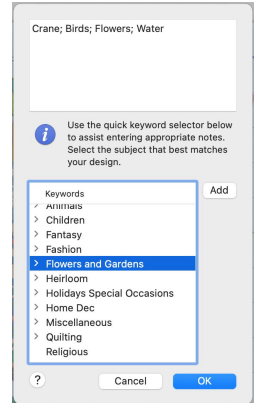 Crane; Birds; Flowers; Water
Use the quick keyword selector below
to assist entering appropriate notes.
Select the subject that best matches
your design.
Keywords
Add
Animals
> Children
> Fantasy
> Fashion
> Flowers and Gardens
> Heirloom
> Holidays Special Occasions
> Home Dec
> Miscellaneous
> Quilting
Religious
?
Cancel
OK